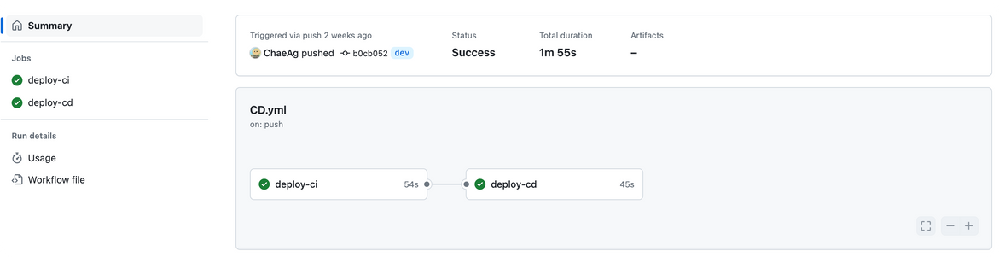 Summary
Jobs
deploy-ci
deploy-cd
Run details
Usage
Workflow file
Triggered via push 2 weeks ago
ChaeAg pushed b0cb052 dev
Status
Success
Total duration
1m 55s
Artifacts
–
CD.yml
on: push
deploy-ci 54s
deploy-cd 45s